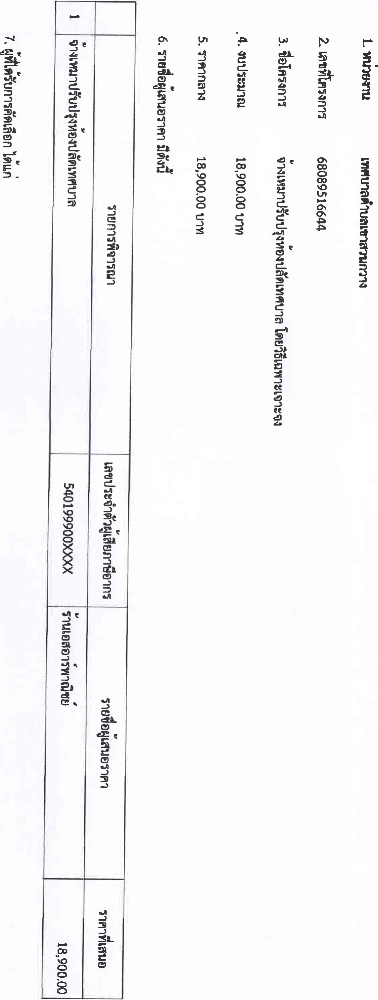 1. หน่วยงาน เทศบาลตำบลเขาสวนกวาง
2. เลขที่โครงการ 68089516644
3. ชื่อโครงการ จ้างเหมาปรับปรุงห้องปลัดเทศบาล โดยวิธีเฉพาะเจาะจง
4. งบประมาณ 18,900.00 บาท
5. ราคากลาง 18,900.00 บาท
6. รายชื่อผู้เสนอราคา มีดังนี้
รายการพิจารณา เลขประจำตัวผู้เสียภาษีอากร รายชื่อผู้เสนอราคา ราคาที่เสนอ
1 จ้างเหมาปรับปรุงห้องปลัดเทศบาล 540199900XXXX ร้านเอสอาร์พาณิชย์ 18,900.00
7. ผู้ที่ได้รับการคัดเลือก ได้แก่